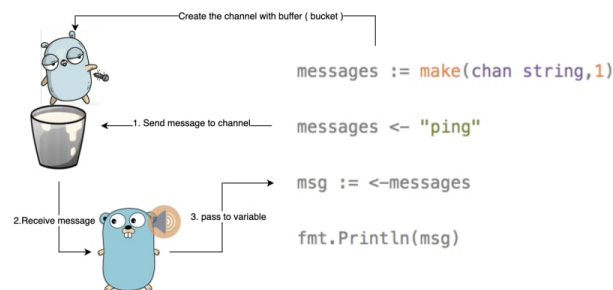 Create the channel with buffer ( bucket )
messages := make(chan string,1)
1. Send message to channel
messages <- "ping"
msg := <-messages
2.Receive message
3. pass to variable
fmt.Println(msg)